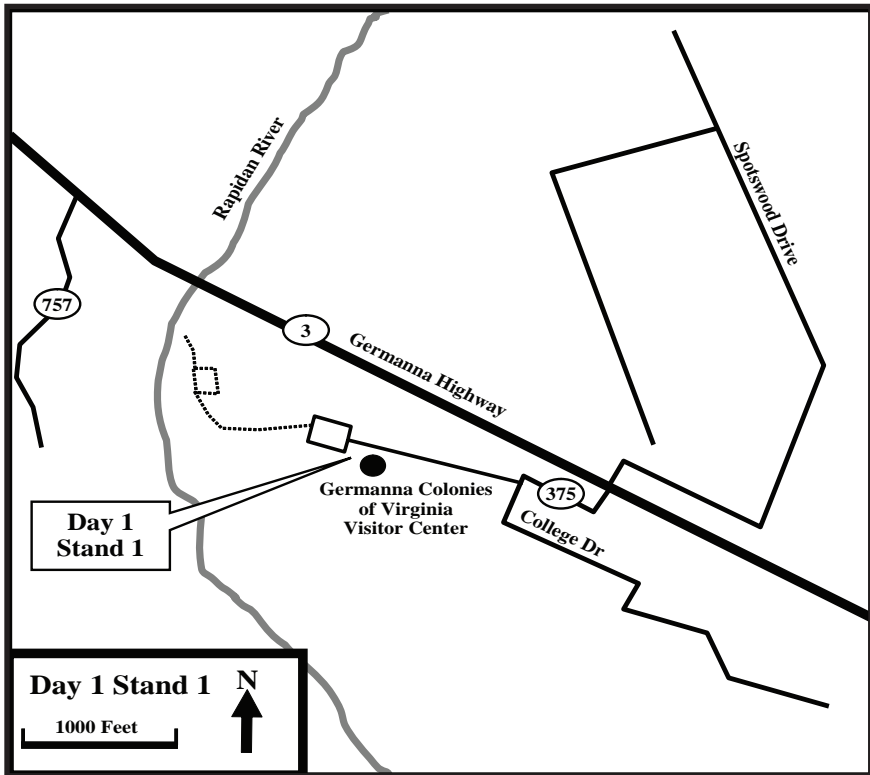 Rapidan River
Spotswood Drive
757
3
Germanna Highway
375
Germanna Colonies
of Virginia
Visitor Center
College Dr
Day 1
Stand 1
Day 1 Stand 1
N
1000 Feet